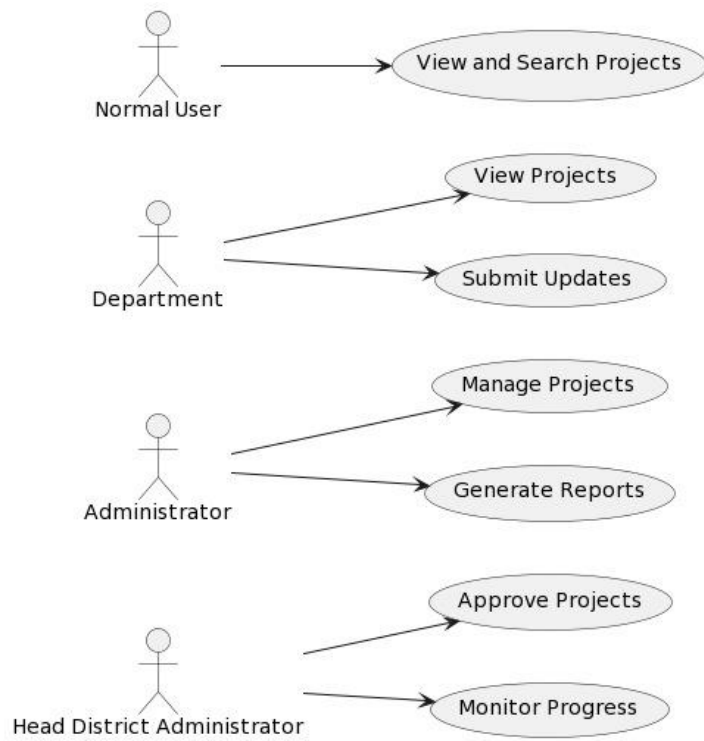 View and Search Projects
Normal User
View Projects
Submit Updates
Department
Manage Projects
Generate Reports
Administrator
Approve Projects
Monitor Progress
Head District Administrator